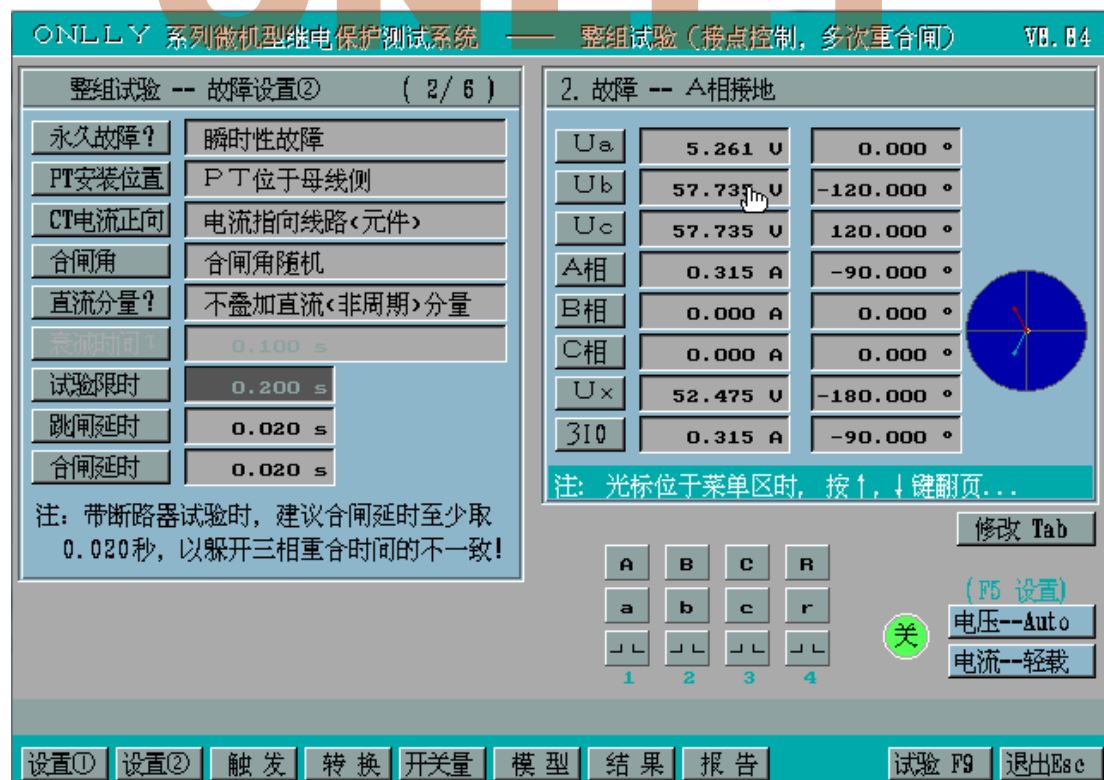 ONLLY 系列微机型继电保护测试系统 —— 整组试验(接点控制, 多次重合闸) V8.84
整组试验 -- 故障设置② ( 2/ 6 )
永久故障? 瞬时性故障
PT安装位置 PT位于母线侧
CT电流正向 电流指向线路<元件>
合闸角 合闸角随机
直流分量? 不叠加直流<非周期>分量
衰减时间? 0.100 s
试验限时 0.200 s
跳闸延时 0.020 s
合闸延时 0.020 s
注: 带断路器试验时, 建议合闸延时至少取
0.020秒, 以躲开三相重合时间的不一致!
2. 故障 -- A相接地
Ua 5.261 V 0.000 °
Ub 57.735 V -120.000 °
Uc 57.735 V 120.000 °
A相 0.315 A -90.000 °
B相 0.000 A 0.000 °
C相 0.000 A 0.000 °
Ux 52.475 V -180.000 °
3I0 0.315 A -90.000 °
注: 光标位于菜单区时, 按↑,↓键翻页...
修改 Tab
A B C R
a b c r
1 2 3 4
关
(F5 设置)
电压--Auto
电流--轻载
设置① 设置② 触 发 转 换 开关量 模 型 结 果 报 告 试验 F9 退出Esc